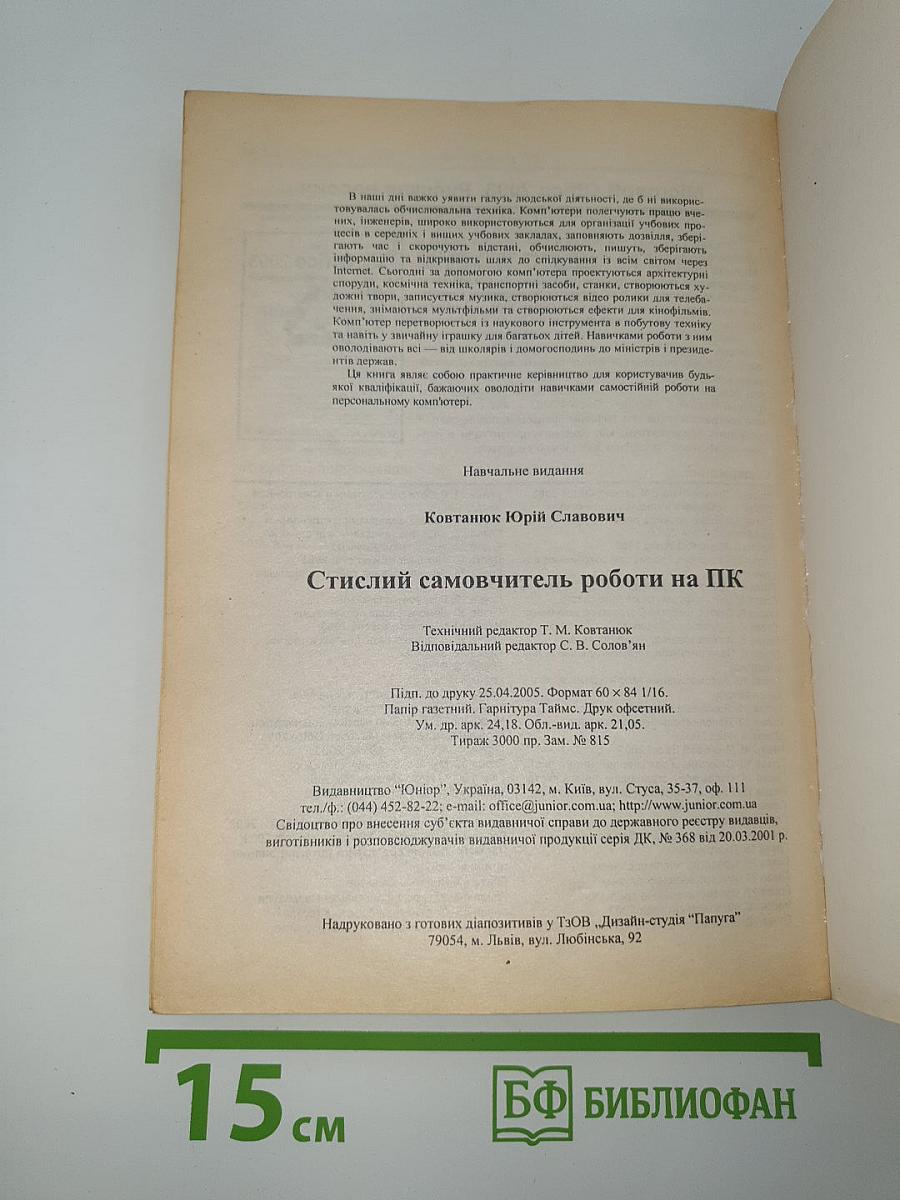 В наші дні важко уявити галузь людської діятьності, де б ні викорис-
товувалась обчислювальна техніка. Комп'ютери полегчують працю вче-
них, інженерів, широко використовуються для організації учбових про-
цесів в середніх і вищих учбових закладах, заповняють дозвілля, збері-
гають час і скорочують відстані, обчислюють, пишуть, зберігають
інформацію та відкривають шлях до спідкування із всім світом через
Internet. Сьогодні за допомогою комп'ютера проектуються архітектурні
споруди, космічна техніка, транспортні засоби, станки, створюються ху-
дожні твори, записується музика, створюються відео ролики для телеба-
чення, знімаються мультфільми та створюються ефекти для кінофільмів.
Комп'ютер перетворюється із наукового інструмента в побутову техніку
та навіть у звичайну іграшку для багатьох дітей. Навичками роботи з ним
оволодівають всі — від школярів і домогосподинь до міністрів і президе-
нтів держав.
Ця книга являє собою практичне керівництво для користувачив будь-
якої кваліфікації, бажаючих оволодіти навичками самостійній роботи на
персональному комп'ютері.
Навчальне видання
Ковтанюк Юрій Славович
Стислий самовчитель роботи на ПК
Технічний редактор Т. М. Ковтанюк
Відповідальний редактор С. В. Солов'ян
Підп. до друку 25.04.2005. Формат 60 × 84 1/16.
Папір газетний. Гарнітура Таймс. Друк офсетний.
Ум. др. арк. 24,18. Обл.-вид. арк. 21,05.
Тираж 3000 пр. Зам. № 815
Видавництво “Юніор”, Україна, 03142, м. Київ, вул. Стуса, 35-37, оф. 111
тел./ф.: (044) 452-82-22; e-mail: office@junior.com.ua; http://www.junior.com.ua
Свідоцтво про внесення суб'єкта видавничої справи до державного реєстру видавців,
виготівників і розповсюджувачів видавничої продукції серія ДК, № 368 від 20.03.2001 р.
Надруковано з готових діапозитивів у ТзОВ „Дизайн-студія “Папуга”
79054, м. Львів, вул. Любінська, 92
15 см
БФ БИБЛИОФАН